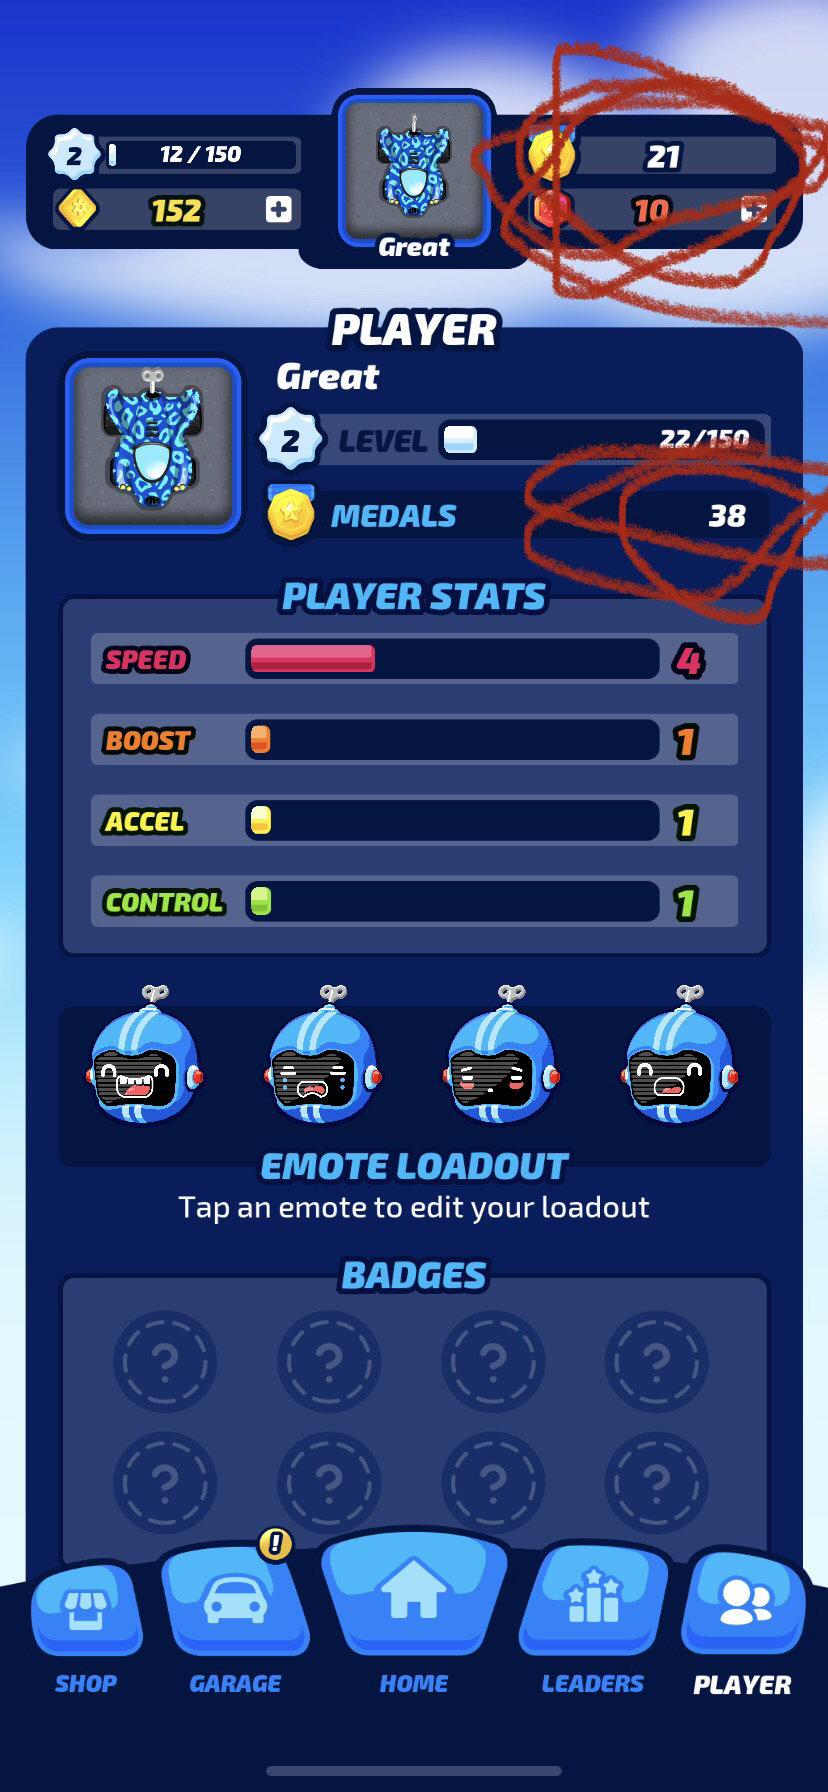 2 12 / 150 21
152 10
Great
PLAYER
Great
2 LEVEL 22/150
MEDALS 38
PLAYER STATS
SPEED 4
BOOST 1
ACCEL 1
CONTROL 1
EMOTE LOADOUT
Tap an emote to edit your loadout
BADGES
? ? ? ?
? ? ? ?
!
SHOP GARAGE HOME LEADERS PLAYER